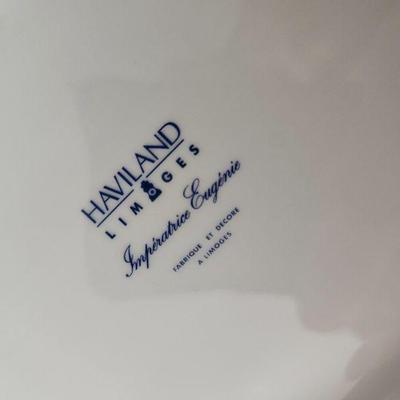 HAVILAND
LIMOGES
Impératrice Eugénie
FABRIQUE ET DECORE
A LIMOGES